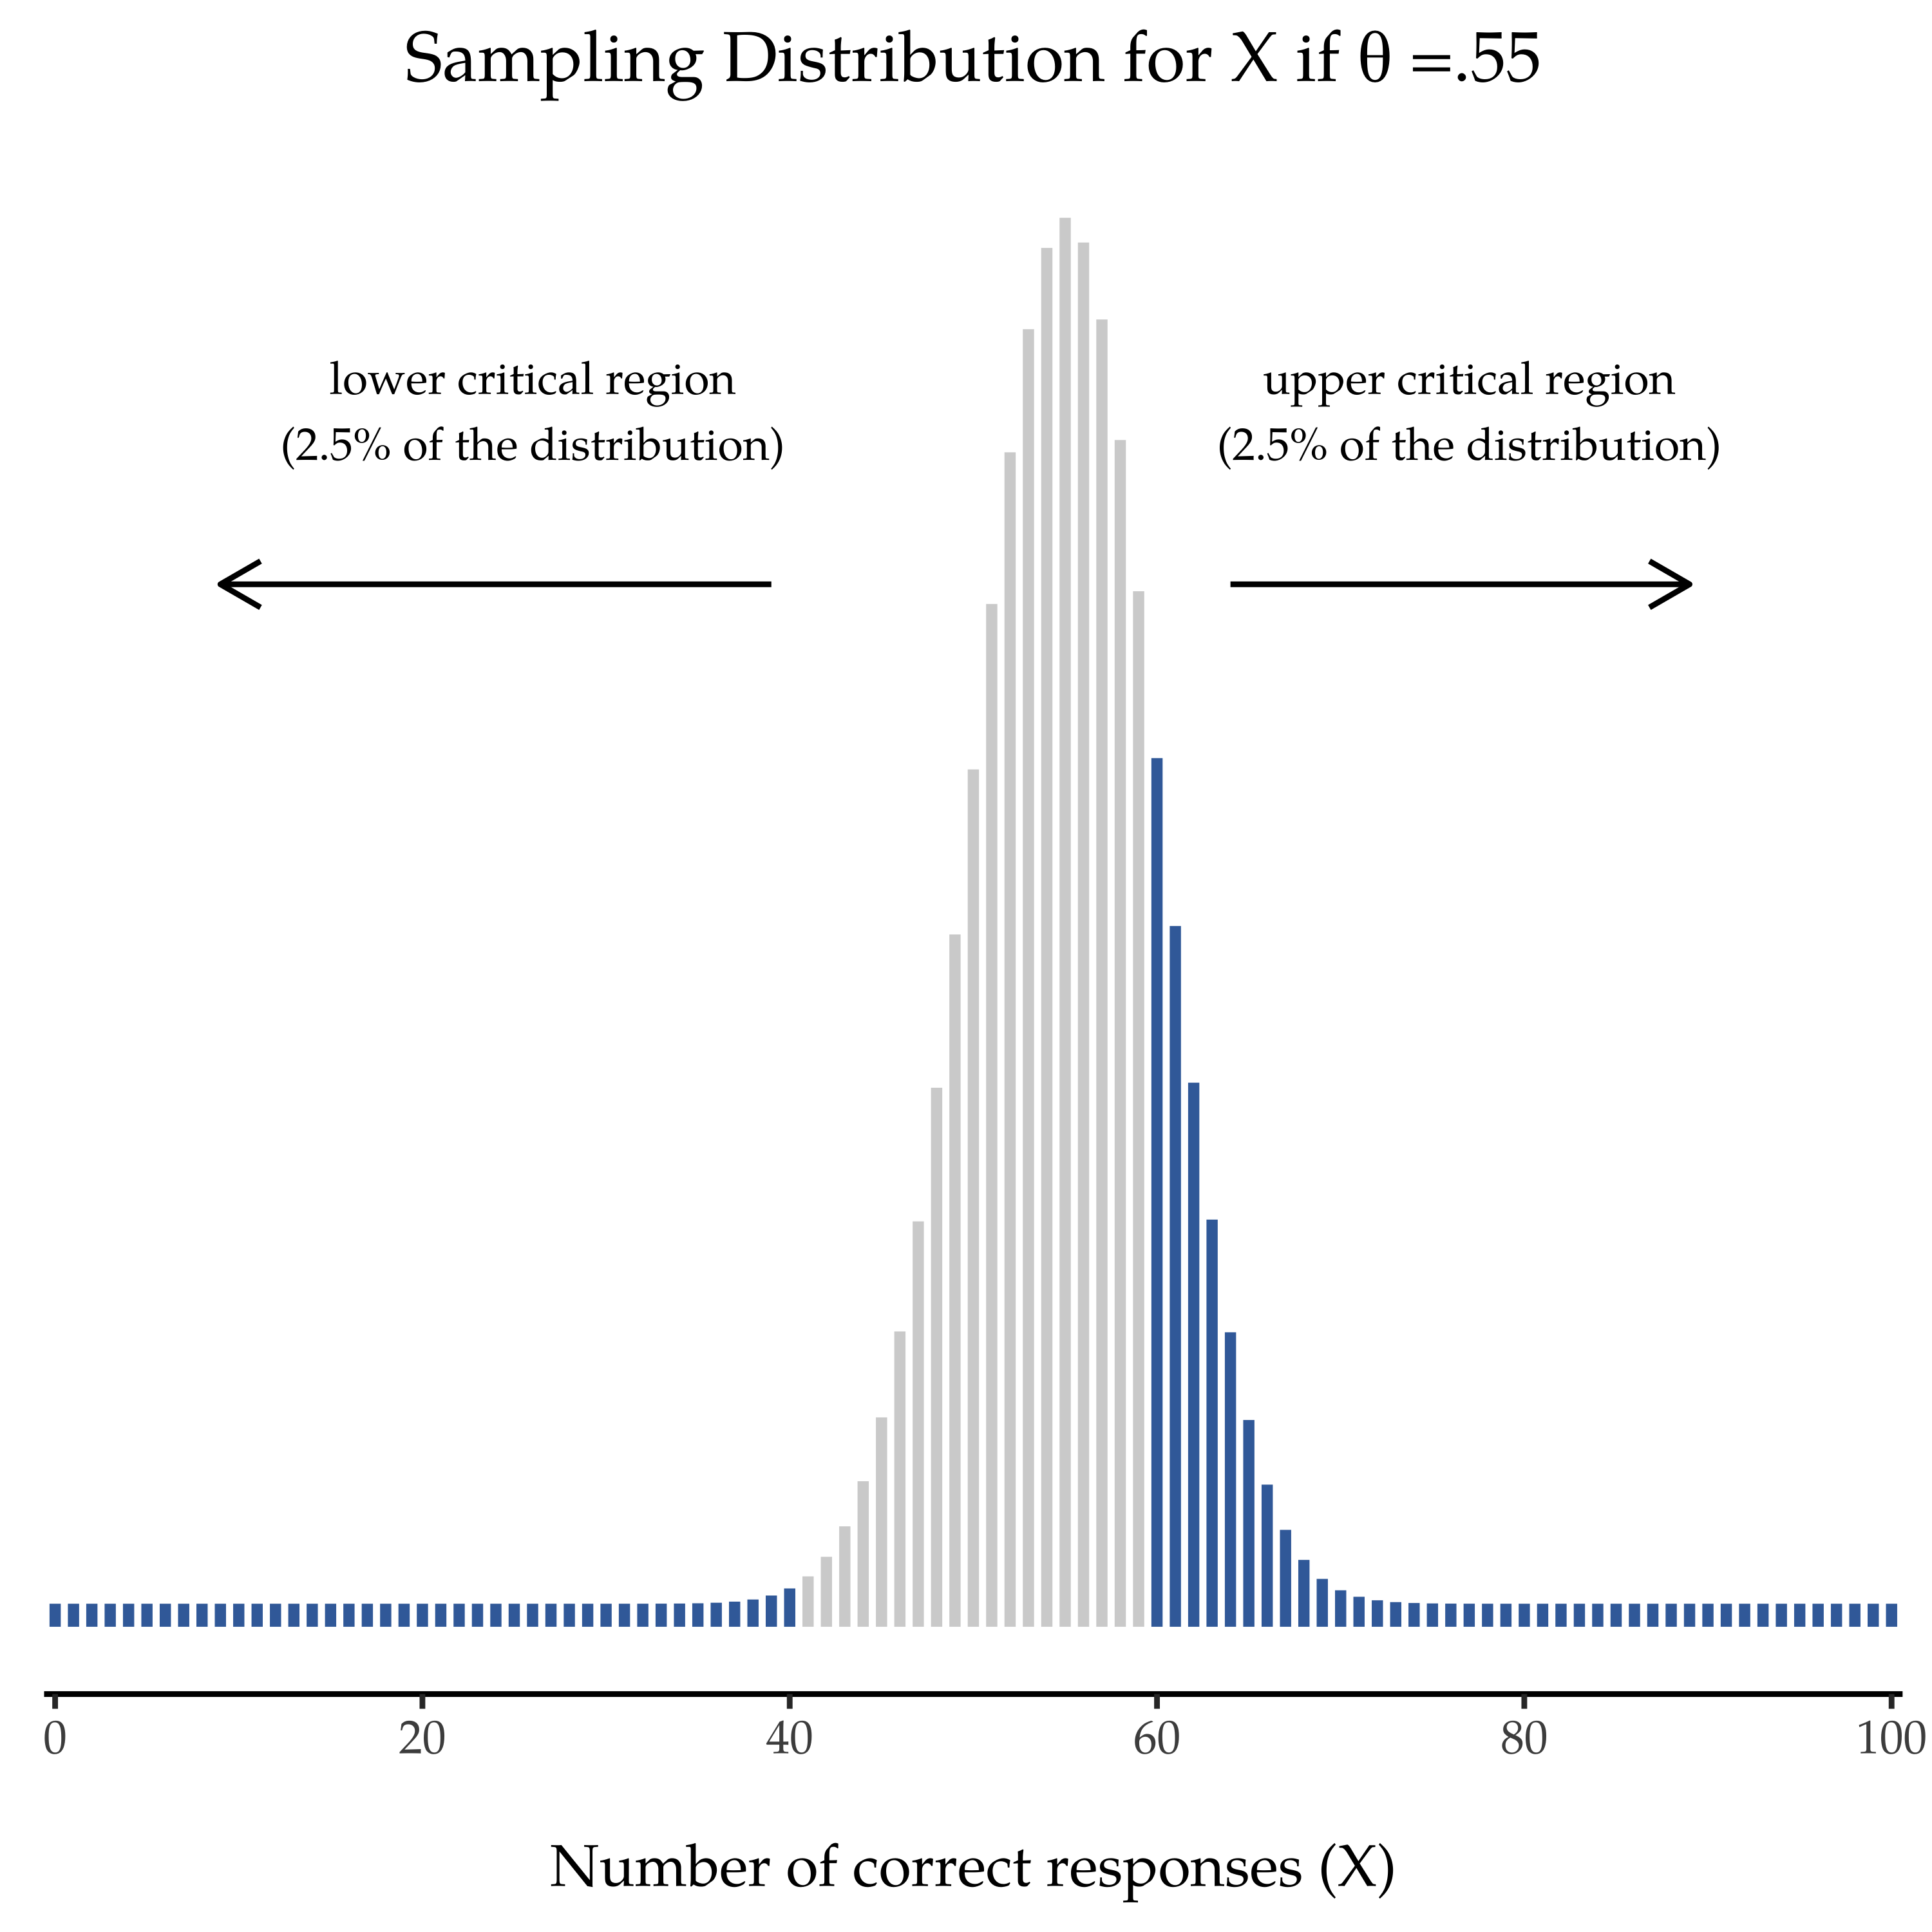 Sampling Distribution for X if θ =.55
lower critical region
(2.5% of the distribution)
upper critical region
(2.5% of the distribution)
0 20 40 60 80 100
Number of correct responses (X)